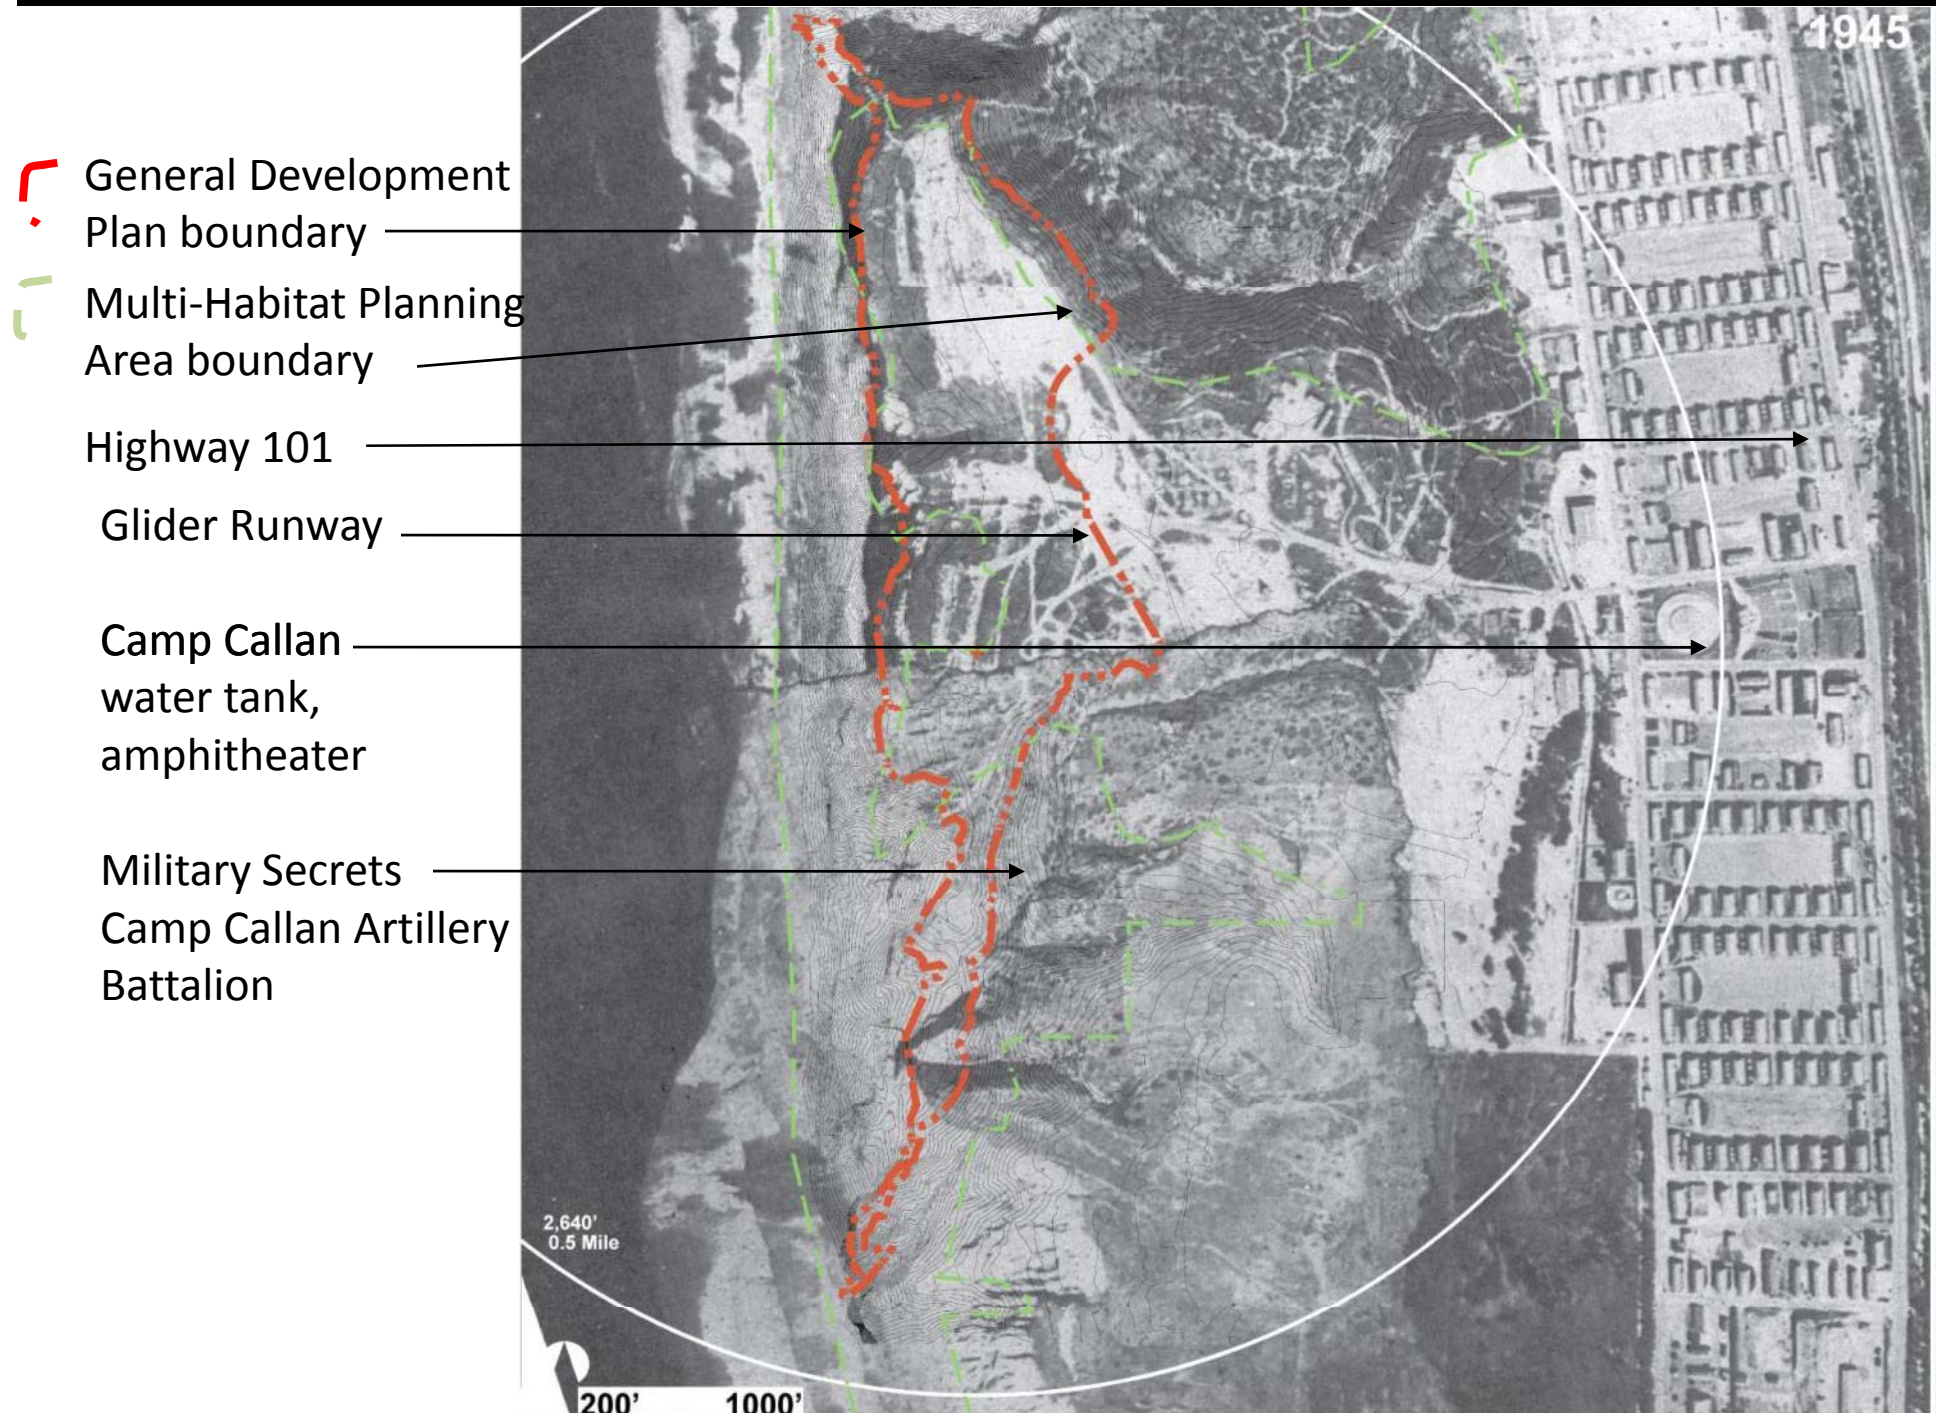 1945
General Development
Plan boundary
Multi-Habitat Planning
Area boundary
Highway 101
Glider Runway
Camp Callan
water tank,
amphitheater
Military Secrets
Camp Callan Artillery
Battalion
2,640'
0.5 Mile
200' 1000'